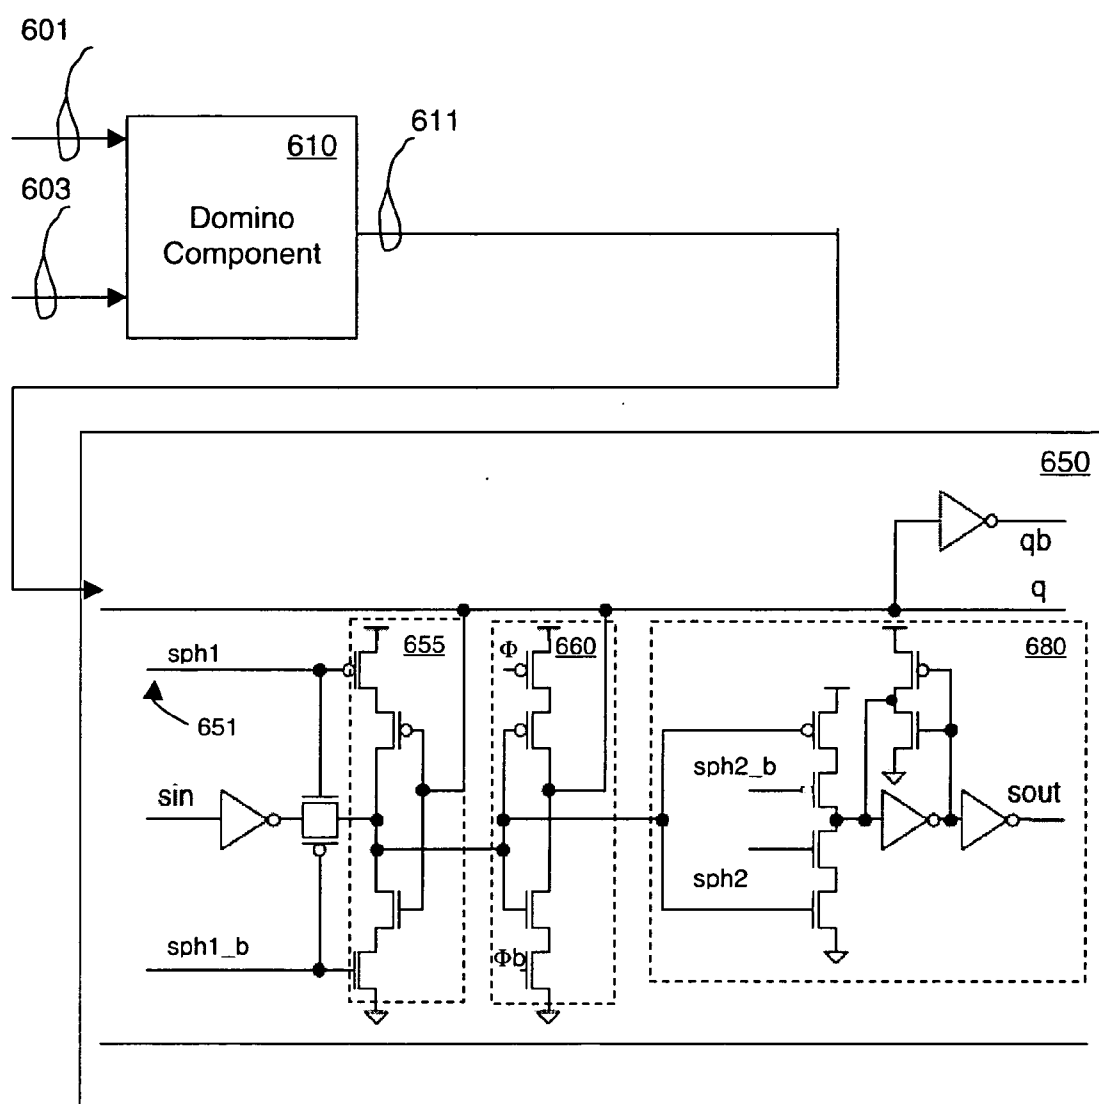 601
611
610
603
Domino
Component
650
qb
q
sph1
655
Φ
660
680
651
sph2_b
sin
sout
sph2
sph1_b
Φb